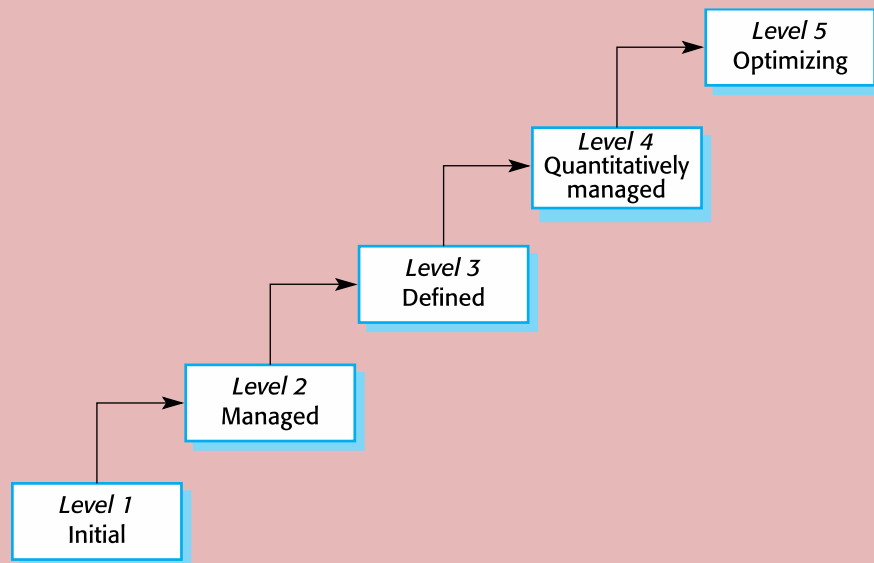 Level 5
Optimizing
Level 4
Quantitatively
managed
Level 3
Defined
Level 2
Managed
Level 1
Initial